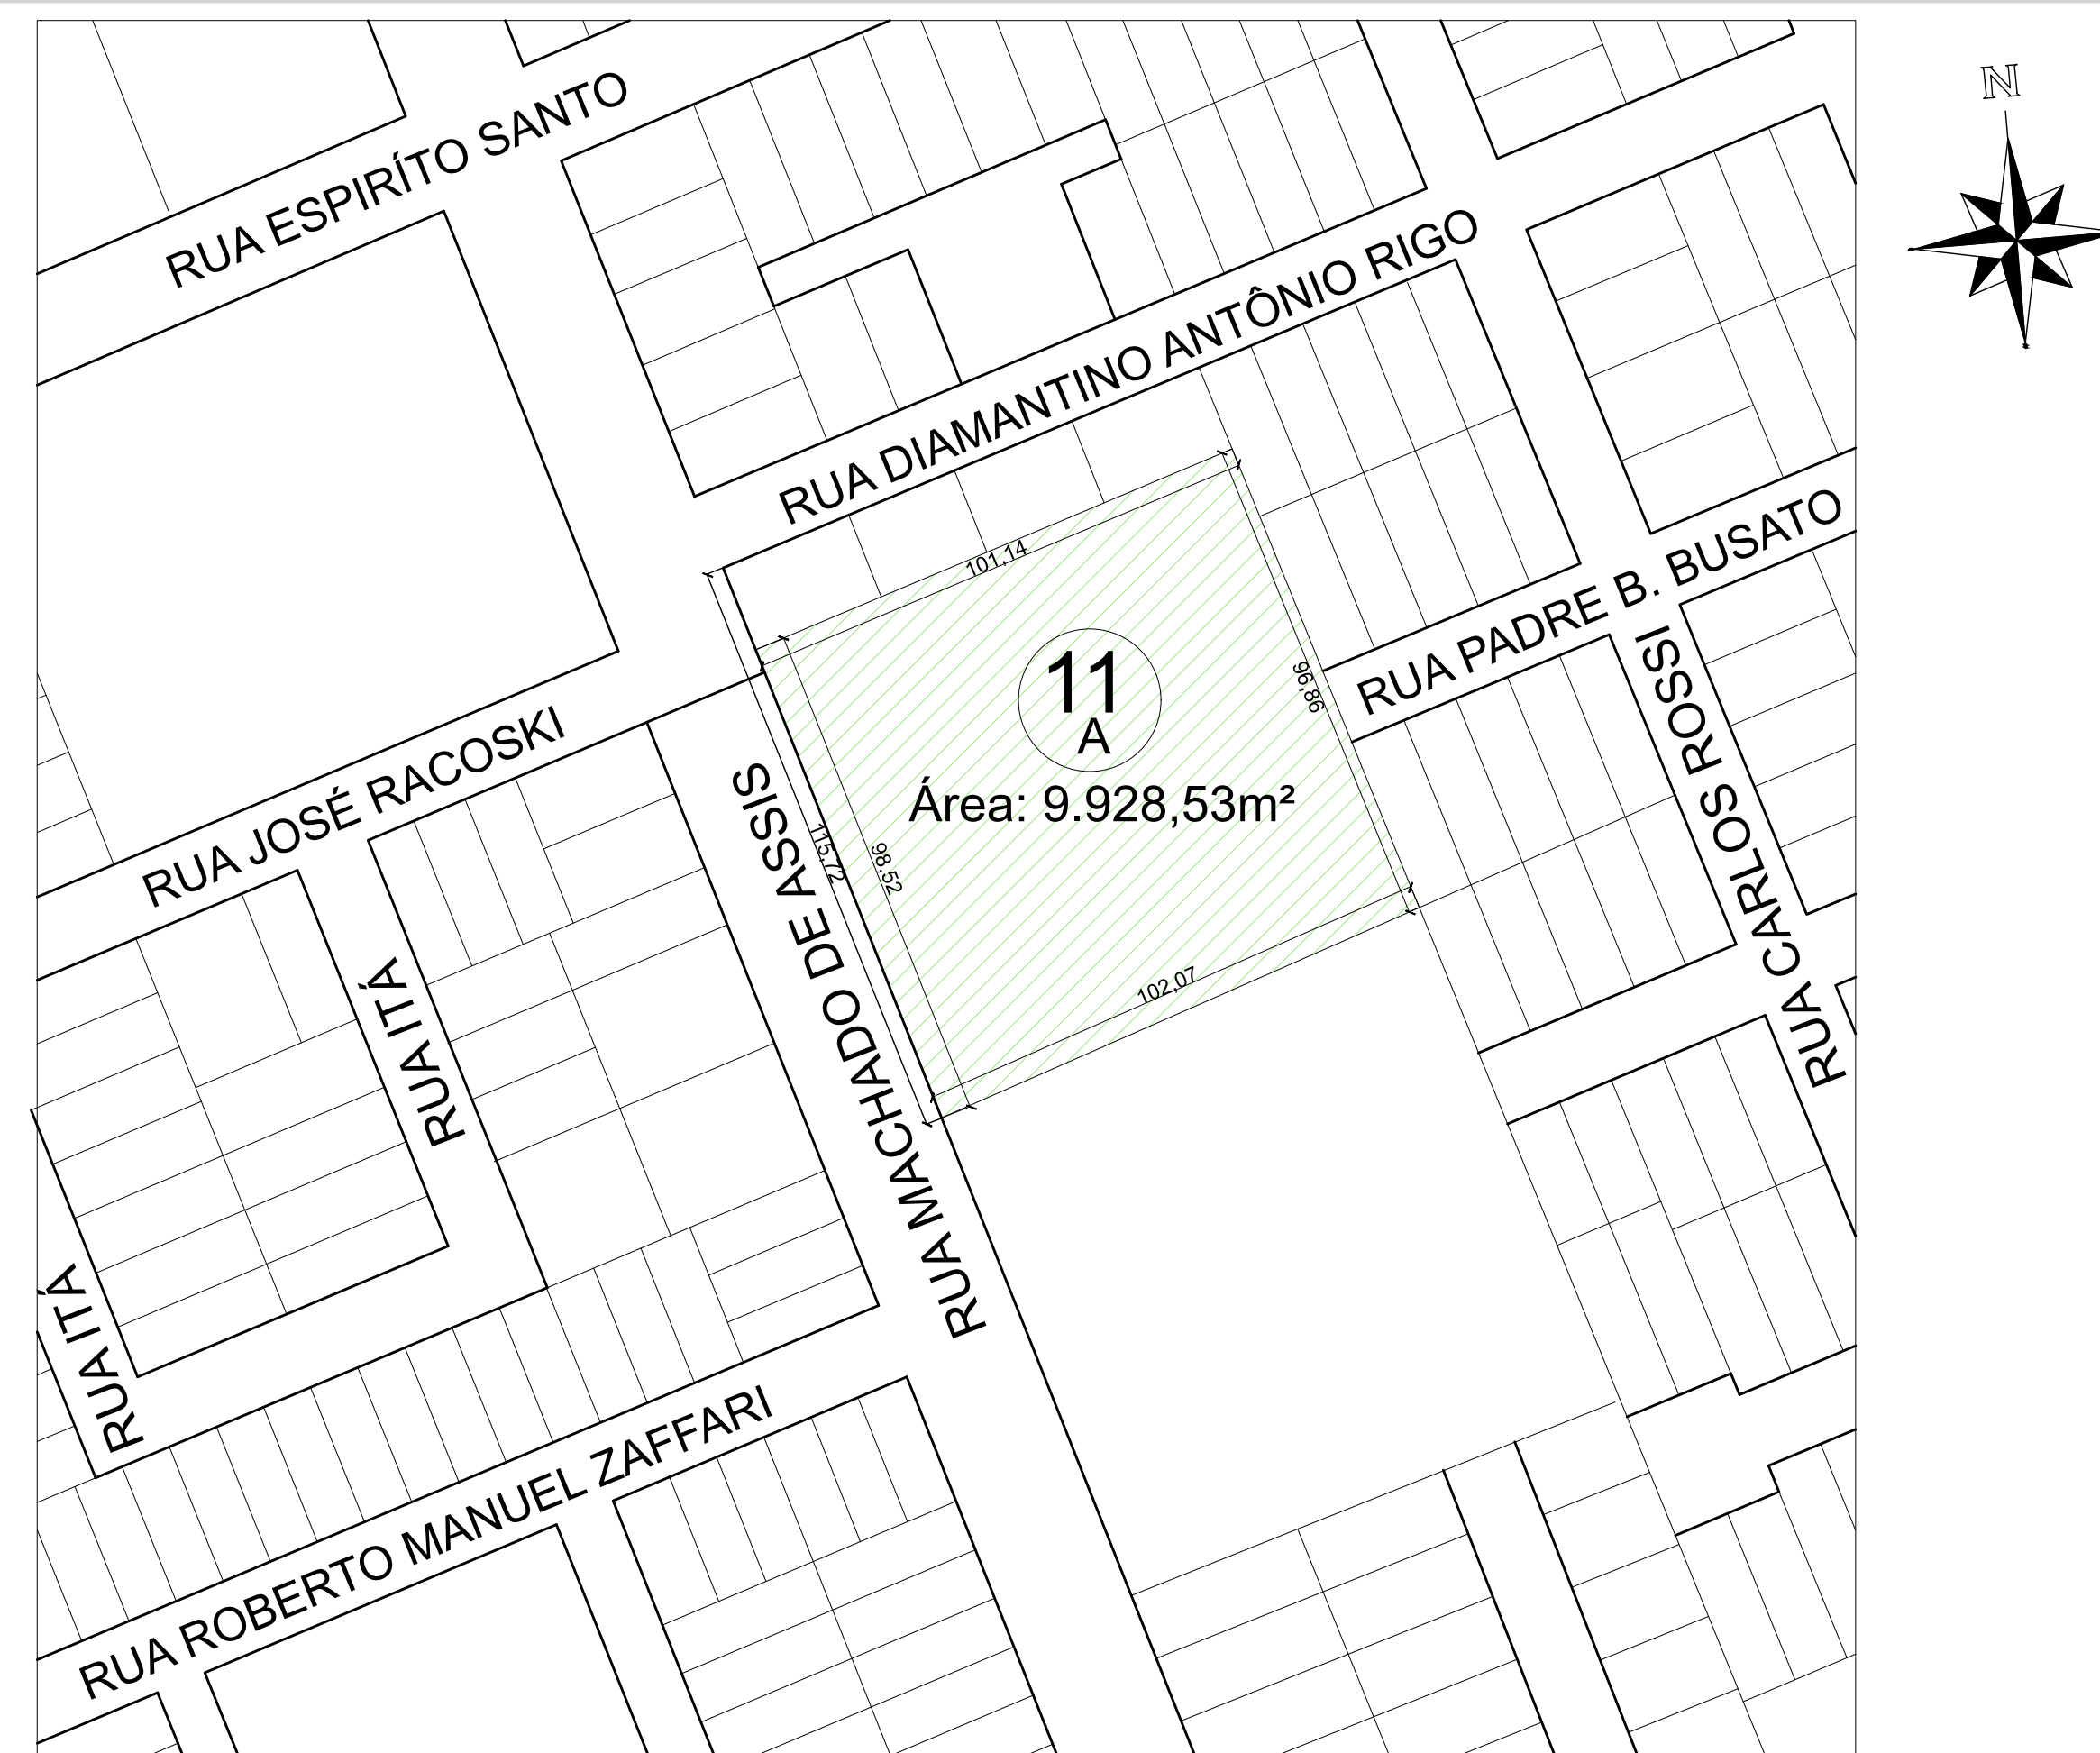 N
RUA ESPIRÍTO SANTO
RUA DIAMANTINO ANTÔNIO RIGO
RUA PADRE B. BUSATO
101,14
11
A
Área: 9.928,53m²
96,86
98,52
115,72
102,07
RUA JOSÉ RACOSKI
RUA MACHADO DE ASSIS
RUA CARLOS ROSSI
RUA ITÁ
RUA ITÁ
RUA ROBERTO MANUEL ZAFFARI